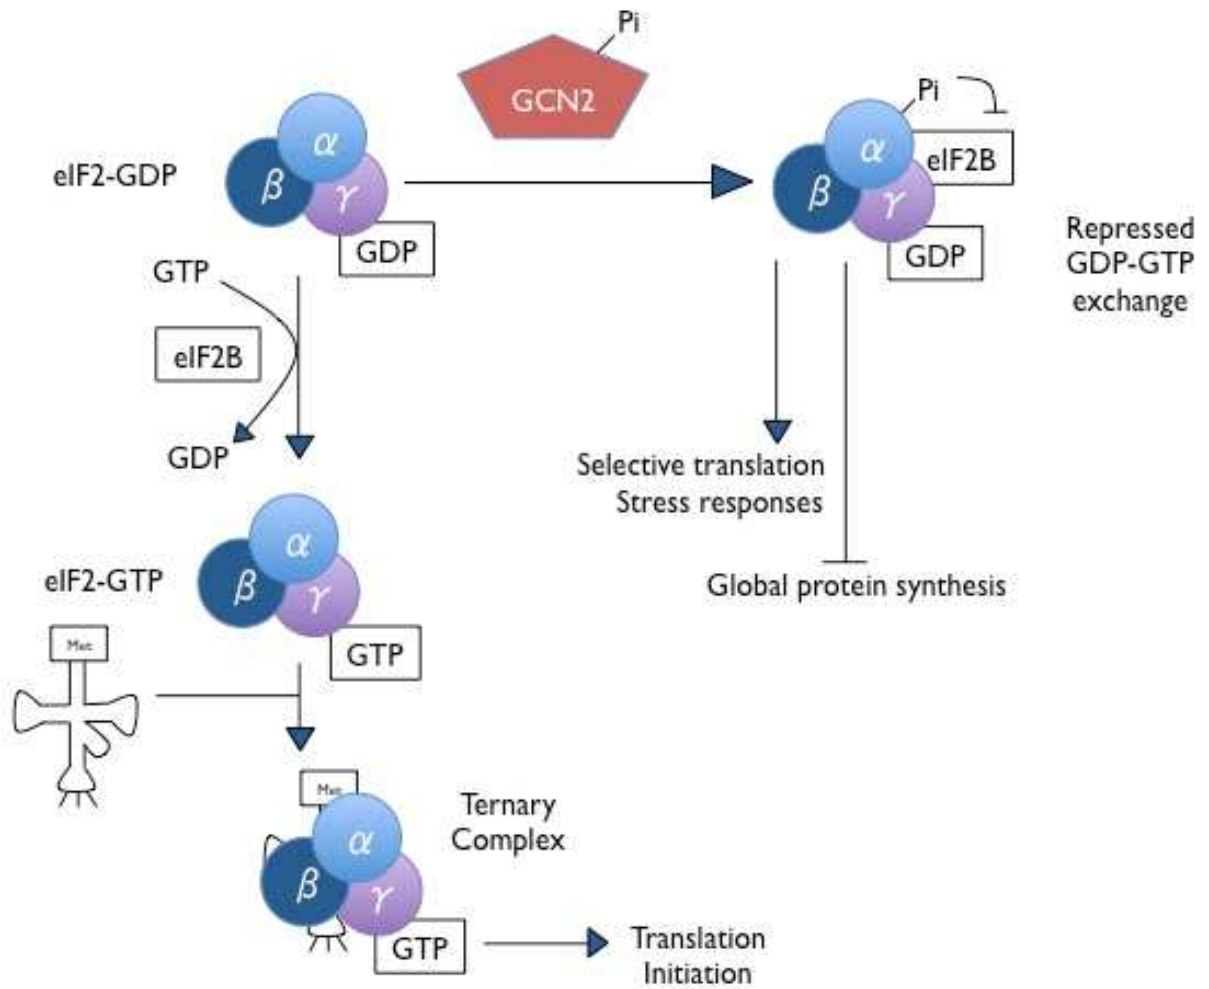 Pi
GCN2
Pi
α
β
γ
eIF2-GDP
GDP
α
β
γ
eIF2B
GDP
Repressed
GDP-GTP
exchange
GTP
eIF2B
GDP
Selective translation
Stress responses
Global protein synthesis
eIF2-GTP
α
β
γ
GTP
Met
Met
α
β
γ
GTP
Ternary
Complex
Translation
Initiation